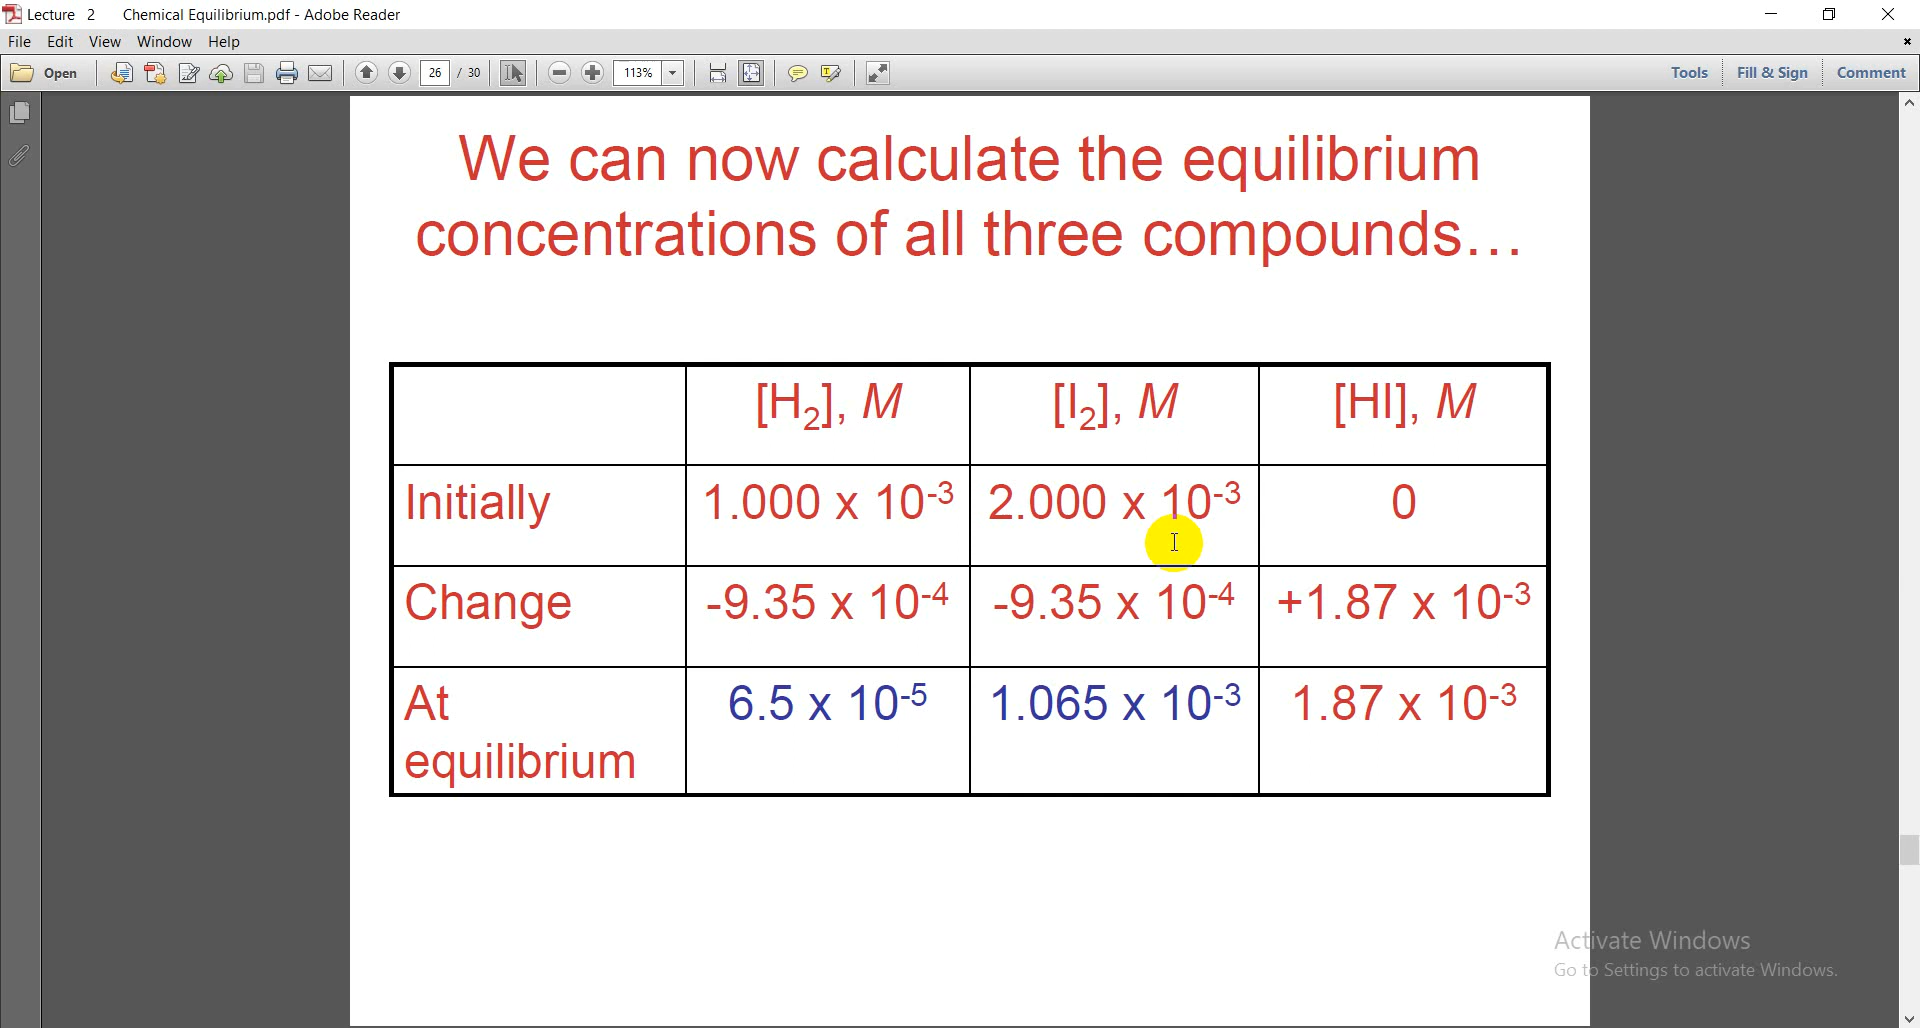 Lecture 2 Chemical Equilibrium.pdf - Adobe Reader
File Edit View Window Help
Open 26 / 30 113% Tools Fill & Sign Comment
We can now calculate the equilibrium
concentrations of all three compounds…
[H₂], M [I₂], M [HI], M
Initially 1.000 x 10⁻³ 2.000 x 10⁻³ 0
Change -9.35 x 10⁻⁴ -9.35 x 10⁻⁴ +1.87 x 10⁻³
At 6.5 x 10⁻⁵ 1.065 x 10⁻³ 1.87 x 10⁻³
equilibrium
Activate Windows
Go to Settings to activate Windows.